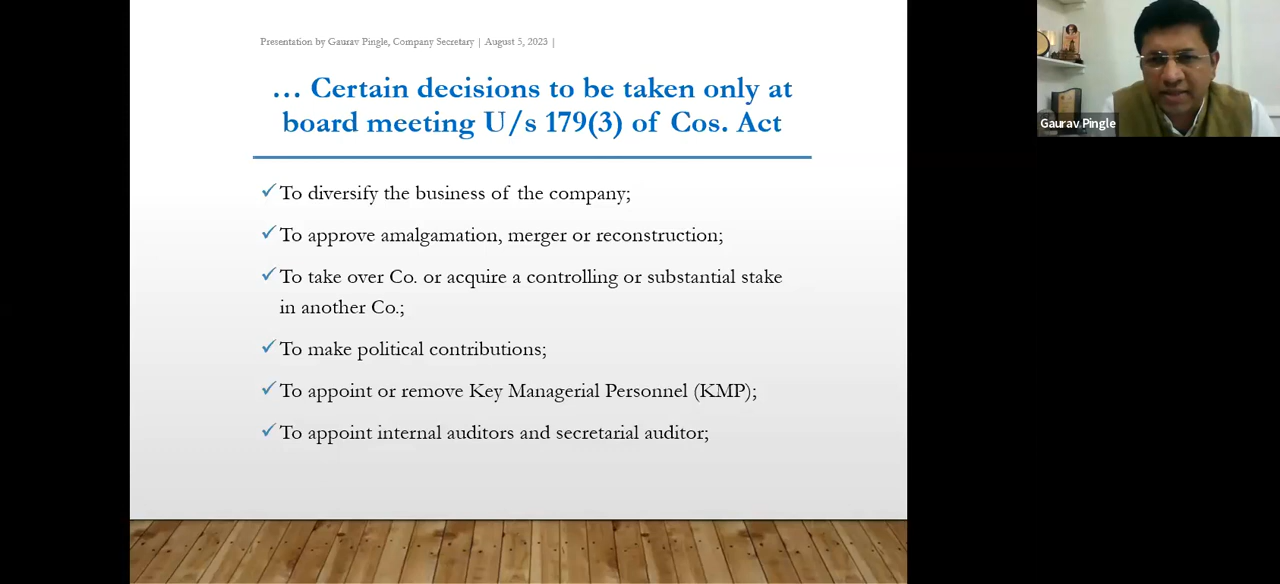 Presentation by Gaurav Pingle, Company Secretary | August 5, 2023 |
… Certain decisions to be taken only at
board meeting U/s 179(3) of Cos. Act
✓To diversify the business of the company;
✓To approve amalgamation, merger or reconstruction;
✓To take over Co. or acquire a controlling or substantial stake
in another Co.;
✓To make political contributions;
✓To appoint or remove Key Managerial Personnel (KMP);
✓To appoint internal auditors and secretarial auditor;
Gaurav Pingle